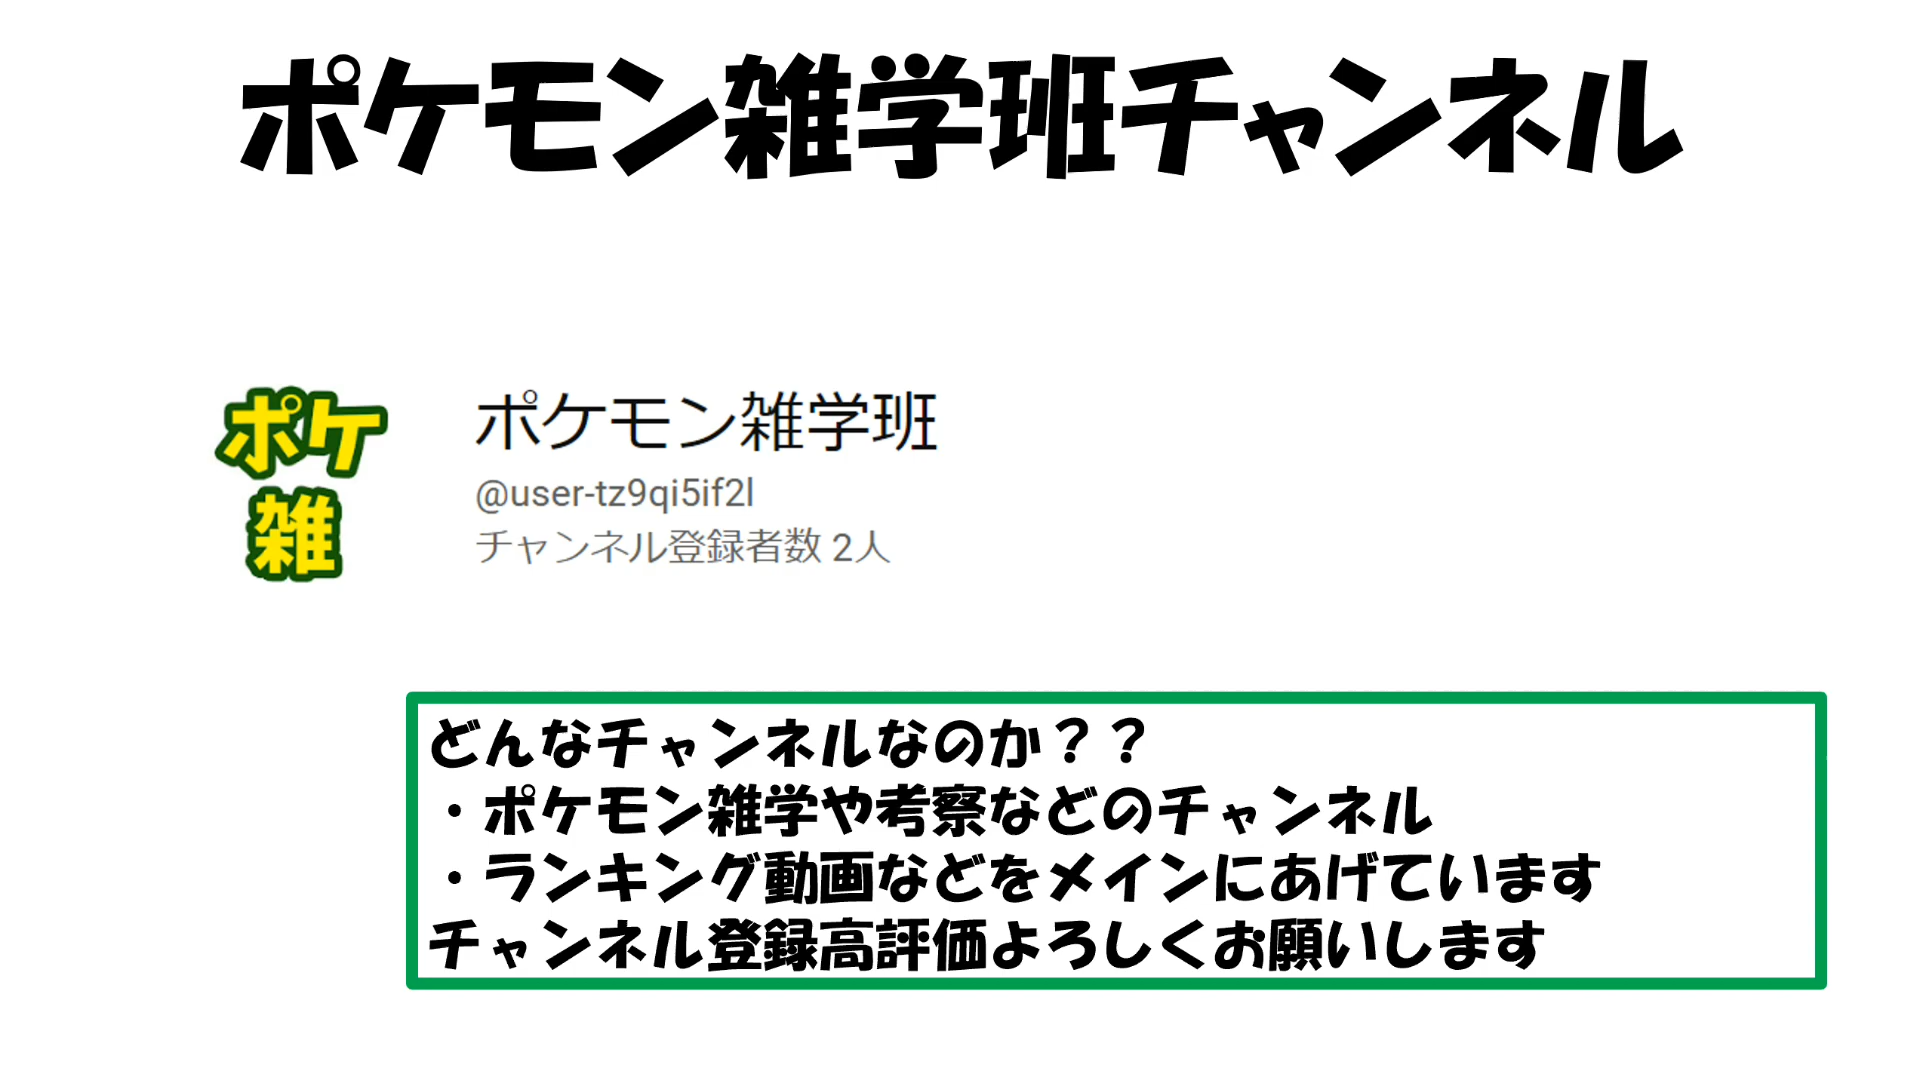 ポケモン雑学班チャンネル
ポケ
雑
ポケモン雑学班
@user-tz9qi5if2l
チャンネル登録者数 2人
どんなチャンネルなのか？？
・ポケモン雑学や考察などのチャンネル
・ランキング動画などをメインにあげています
チャンネル登録高評価よろしくお願いします